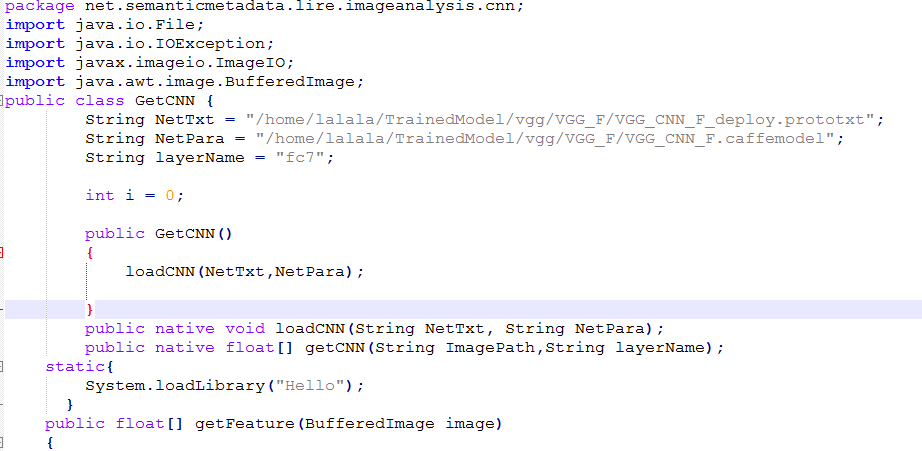 package net.semanticmetadata.lire.imageanalysis.cnn;
import java.io.File;
import java.io.IOException;
import javax.imageio.ImageIO;
import java.awt.image.BufferedImage;
public class GetCNN {
        String NetTxt = "/home/lalala/TrainedModel/vgg/VGG_F/VGG_CNN_F_deploy.prototxt";
        String NetPara = "/home/lalala/TrainedModel/vgg/VGG_F/VGG_CNN_F.caffemodel";
        String layerName = "fc7";
        int i = 0;
        public GetCNN()
        {
            loadCNN(NetTxt,NetPara);
        }
        public native void loadCNN(String NetTxt, String NetPara);
        public native float[] getCNN(String ImagePath,String layerName);
    static{
        System.loadLibrary("Hello");
      }
    public float[] getFeature(BufferedImage image)
    {